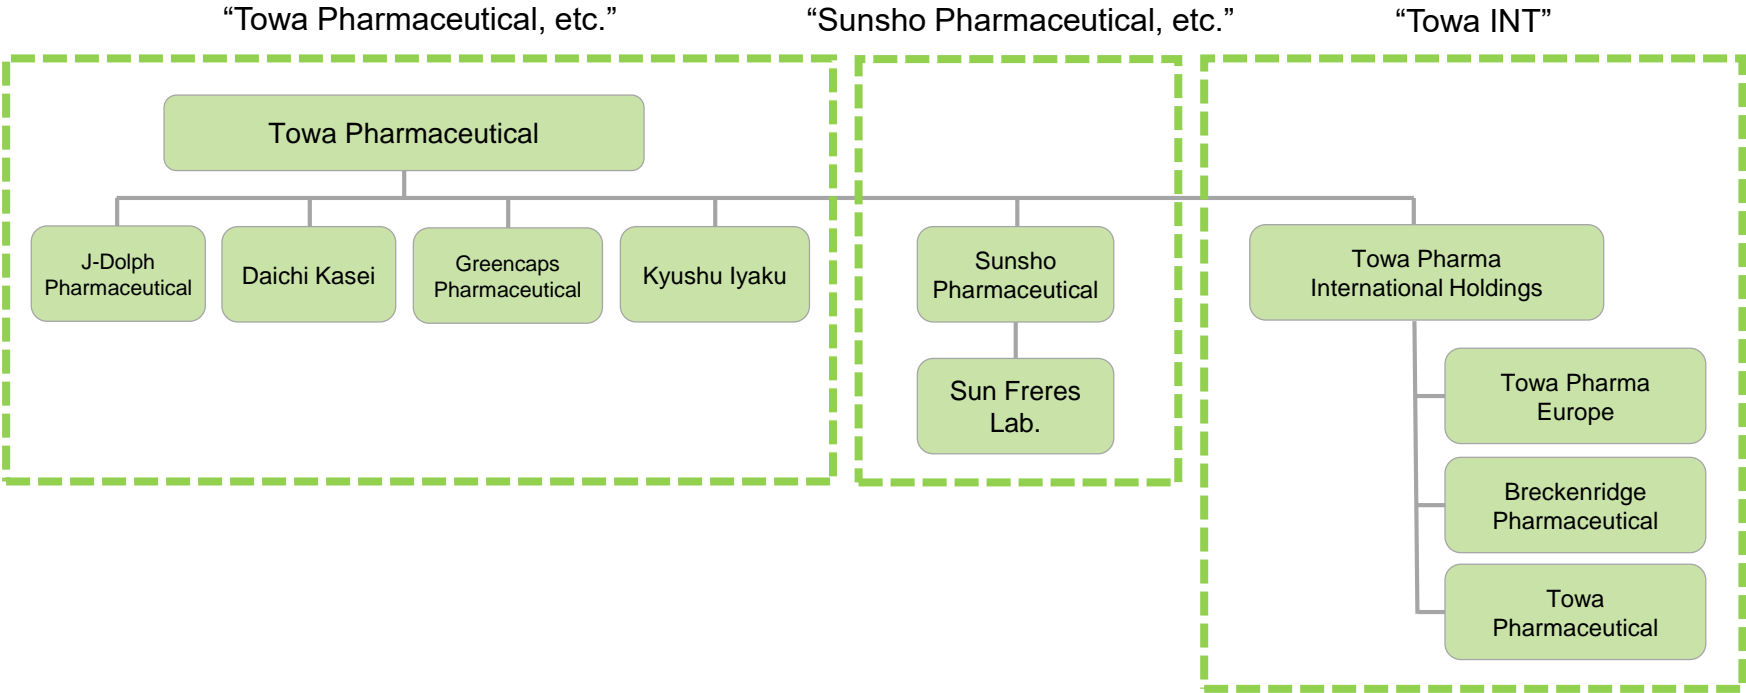 “Towa Pharmaceutical, etc.”
“Sunsho Pharmaceutical, etc.”
“Towa INT”
Towa Pharmaceutical
J-Dolph
Pharmaceutical
Daichi Kasei
Greencaps
Pharmaceutical
Kyushu Iyaku
Sunsho
Pharmaceutical
Towa Pharma
International Holdings
Sun Freres
Lab.
Towa Pharma
Europe
Breckenridge
Pharmaceutical
Towa
Pharmaceutical